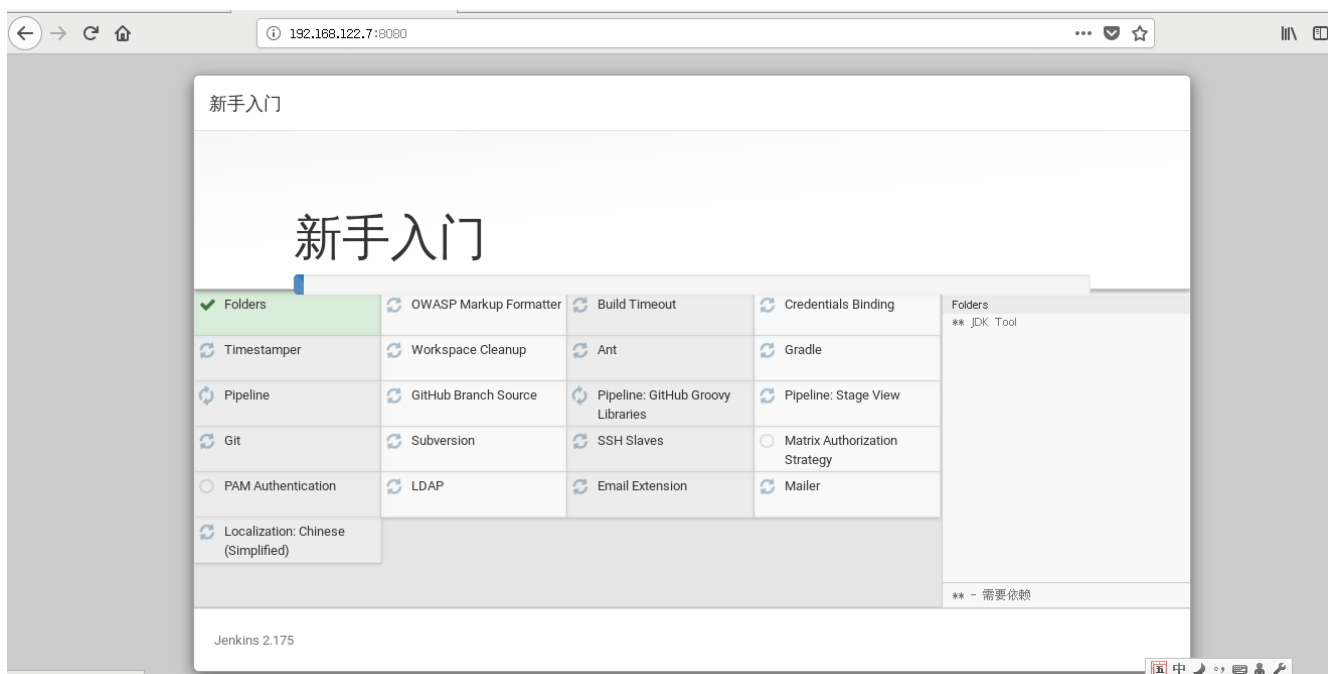 192.168.122.7:8080
新手入门
新手入门
Folders
OWASP Markup Formatter
Build Timeout
Credentials Binding
Timestamper
Workspace Cleanup
Ant
Gradle
Pipeline
GitHub Branch Source
Pipeline: GitHub Groovy
Libraries
Pipeline: Stage View
Git
Subversion
SSH Slaves
Matrix Authorization
Strategy
PAM Authentication
LDAP
Email Extension
Mailer
Localization: Chinese
(Simplified)
Folders
** JDK Tool
** - 需要依赖
Jenkins 2.175
五 中